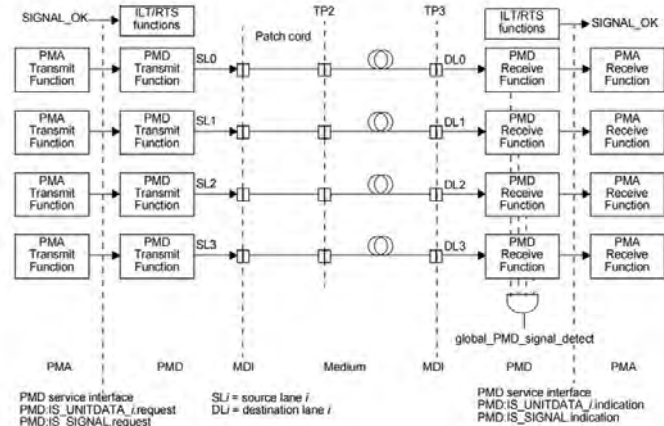 SIGNAL_OK
ILT/RTS
functions
TP2
TP3
ILT/RTS
functions
SIGNAL_OK
Patch cord
PMA
Transmit
Function
PMD
Transmit
Function
SL0
DL0
PMD
Receive
Function
PMA
Receive
Function
PMA
Transmit
Function
PMD
Transmit
Function
SL1
DL1
PMD
Receive
Function
PMA
Receive
Function
PMA
Transmit
Function
PMD
Transmit
Function
SL2
DL2
PMD
Receive
Function
PMA
Receive
Function
PMA
Transmit
Function
PMD
Transmit
Function
SL3
DL3
PMD
Receive
Function
PMA
Receive
Function
global_PMD_signal_detect
PMA
PMD
MDI
Medium
MDI
PMD
PMA
PMD service interface
PMD:IS_UNITDATA_i.request
PMD:IS_SIGNAL.request
SLi = source lane i
DLi = destination lane i
PMD service interface
PMD:IS_UNITDATA_i.indication
PMD:IS_SIGNAL.indication